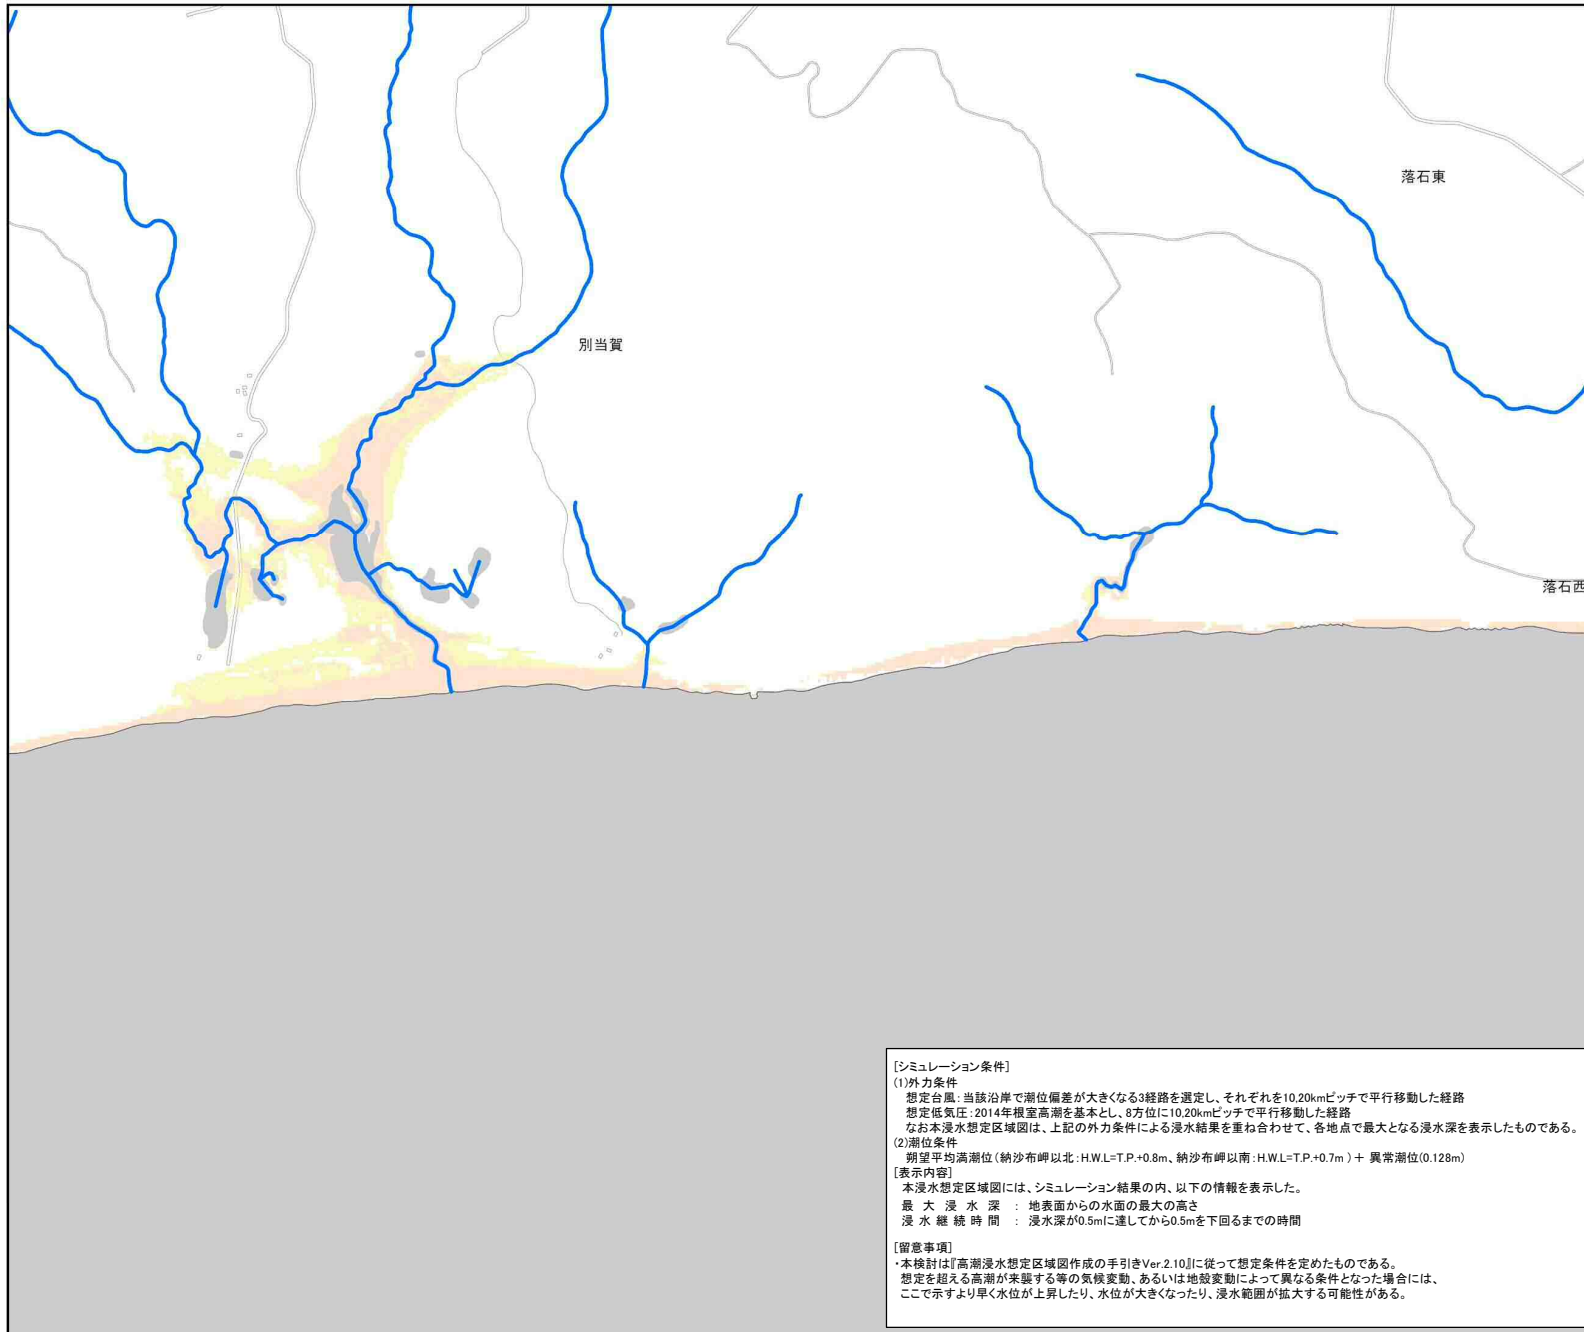 落石東
別当賀
落石西
[シミュレーション条件]
(1)外力条件
想定台風:当該沿岸で潮位偏差が大きくなる3経路を選定し、それぞれを10,20kmピッチで平行移動した経路
想定低気圧:2014年根室高潮を基本とし、8方位に10,20kmピッチで平行移動した経路
なお本浸水想定区域図は、上記の外力条件による浸水結果を重ね合わせて、各地点で最大となる浸水深を表示したものである。
(2)潮位条件
朔望平均満潮位(納沙布岬以北:H.W.L=T.P.+0.8m、納沙布岬以南:H.W.L=T.P.+0.7m)+ 異常潮位(0.128m)
[表示内容]
本浸水想定区域図には、シミュレーション結果の内、以下の情報を表示した。
最 大 浸 水 深 : 地表面からの水面の最大の高さ
浸 水 継 続 時 間 : 浸水深が0.5mに達してから0.5mを下回るまでの時間
[留意事項]
・本検討は『高潮浸水想定区域図作成の手引きVer.2.10』に従って想定条件を定めたものである。
想定を超える高潮が来襲する等の気候変動、あるいは地殻変動によって異なる条件となった場合には、
ここで示すより早く水位が上昇したり、水位が大きくなったり、浸水範囲が拡大する可能性がある。